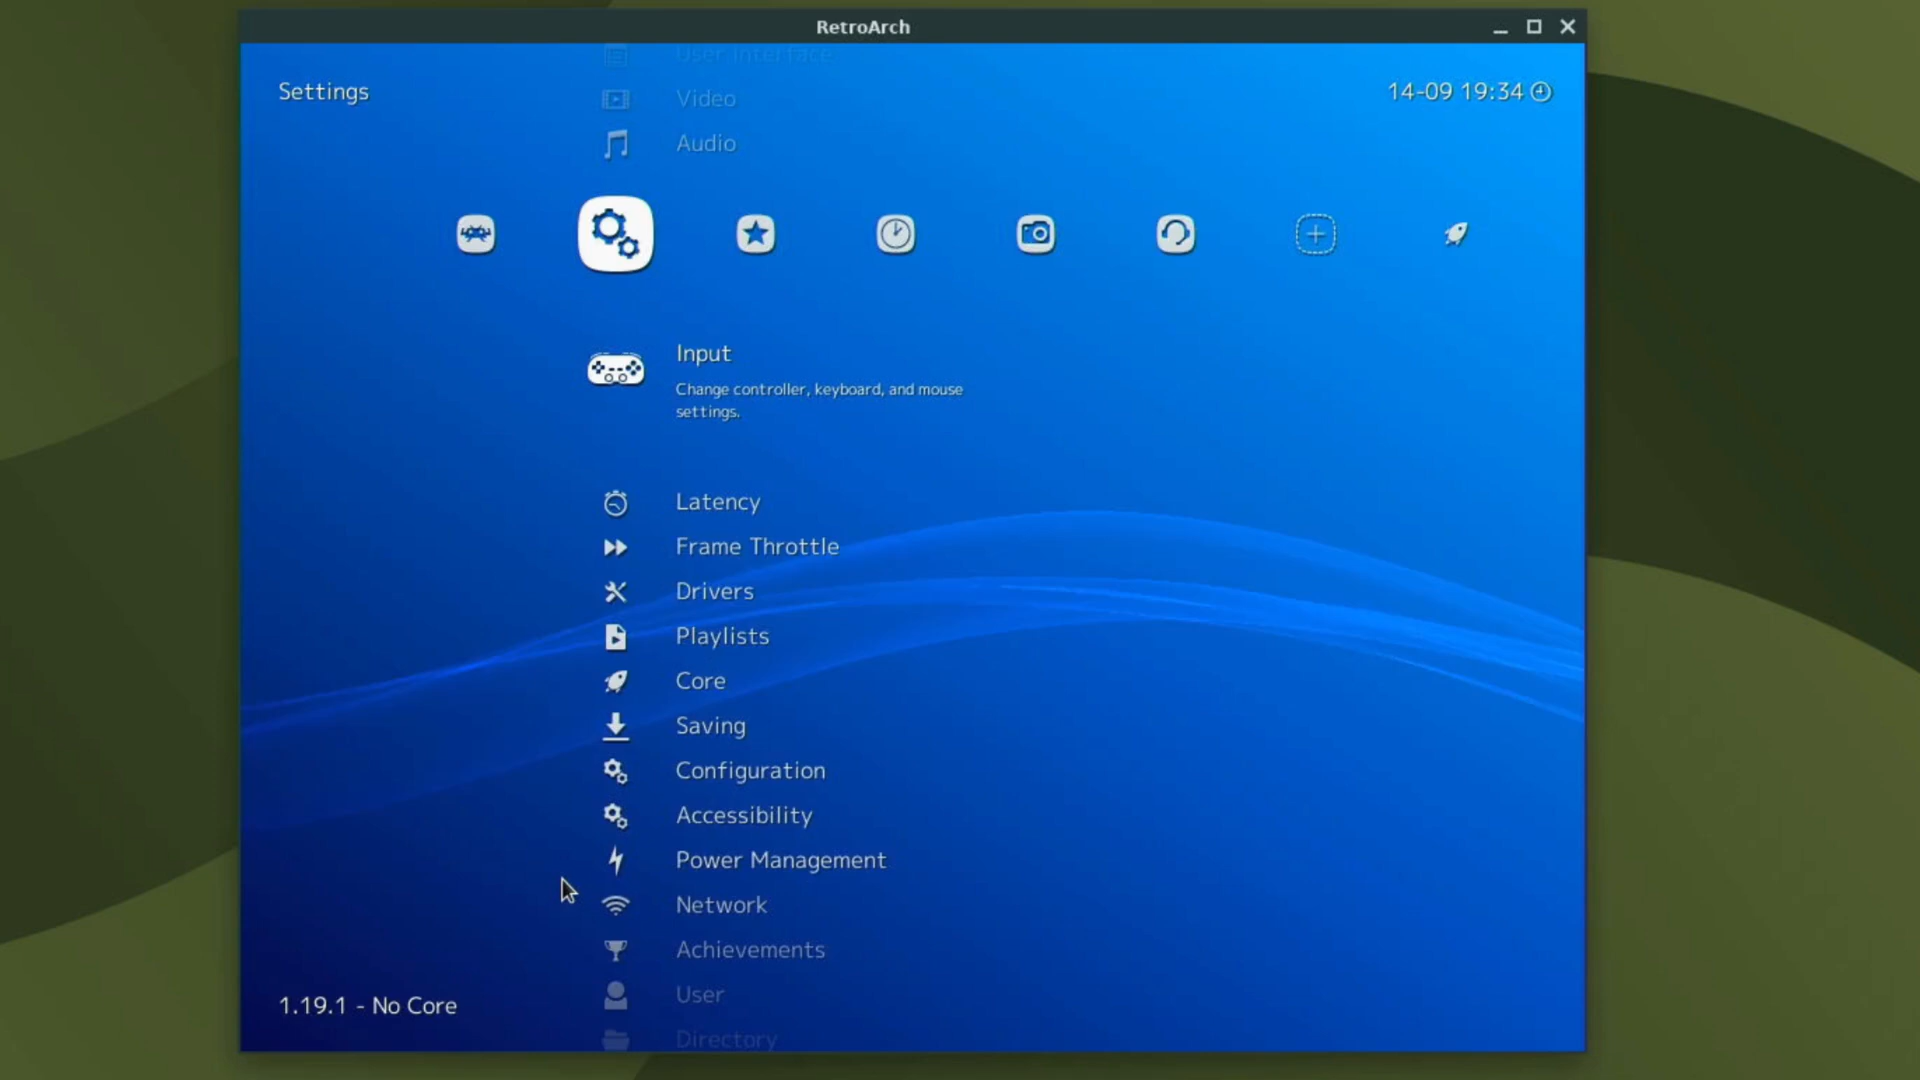 RetroArch
User Interface
Settings
14-09 19:34
Video
Audio
Input
Change controller, keyboard, and mouse
settings.
Latency
Frame Throttle
Drivers
Playlists
Core
Saving
Configuration
Accessibility
Power Management
Network
Achievements
User
1.19.1 - No Core
Directory